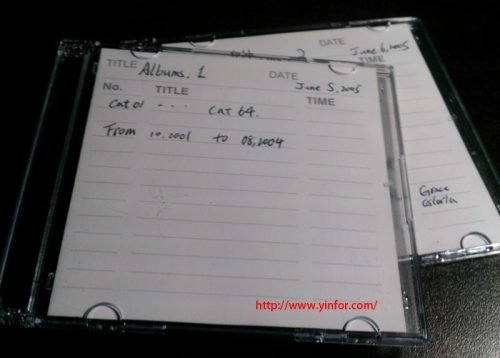 TITLE Albums. 1 DATE June 5, 2005
No. TITLE TIME
Cat 01 - - - CAT 64.
From 10.2001 to 08,2004
2 DATE June 6, 2005
TIME
Grace
http://www.yinfor.com/